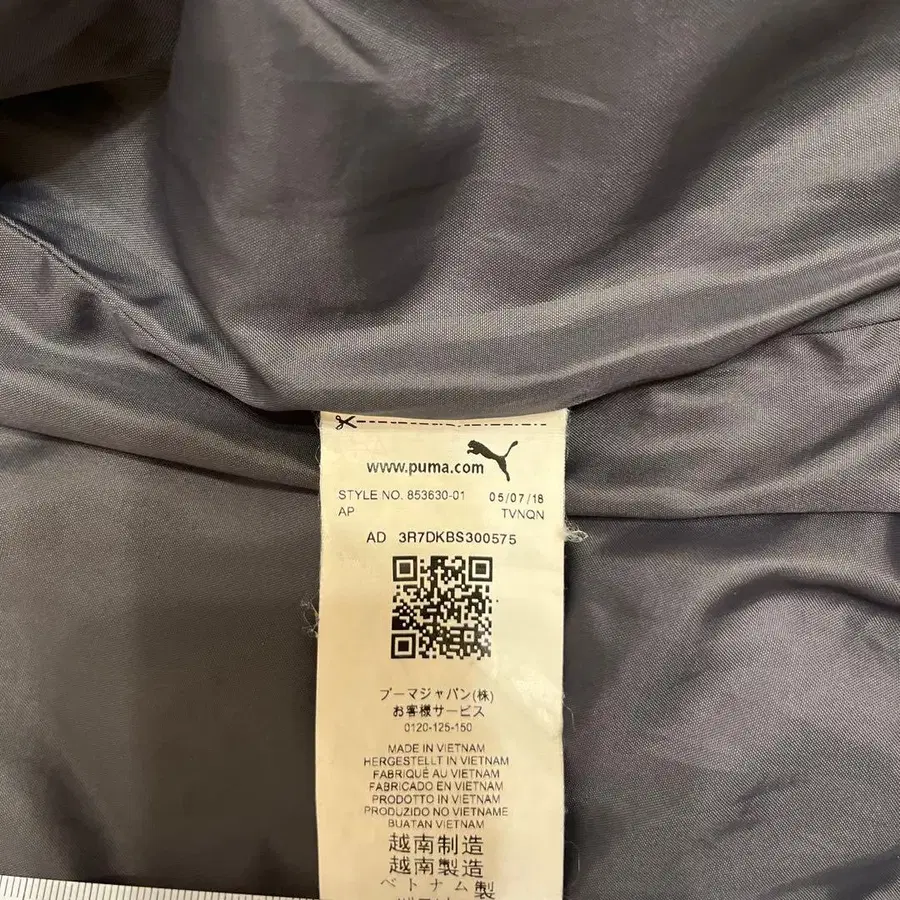 www.puma.com
STYLE NO. 853630-01 05/07/18
AP TVNQN
AD 3R7DKBS300575
プーマジャパン(株)
お客様サービス
0120-125-150
MADE IN VIETNAM
HERGESTELLT IN VIETNAM
FABRIQUÉ AU VIETNAM
FABRICADO EN VIETNAM
PRODOTTO IN VIETNAM
PRODUZIDO NO VIETNAME
BUATAN VIETNAM
越南制造
越南製造
ベトナム製